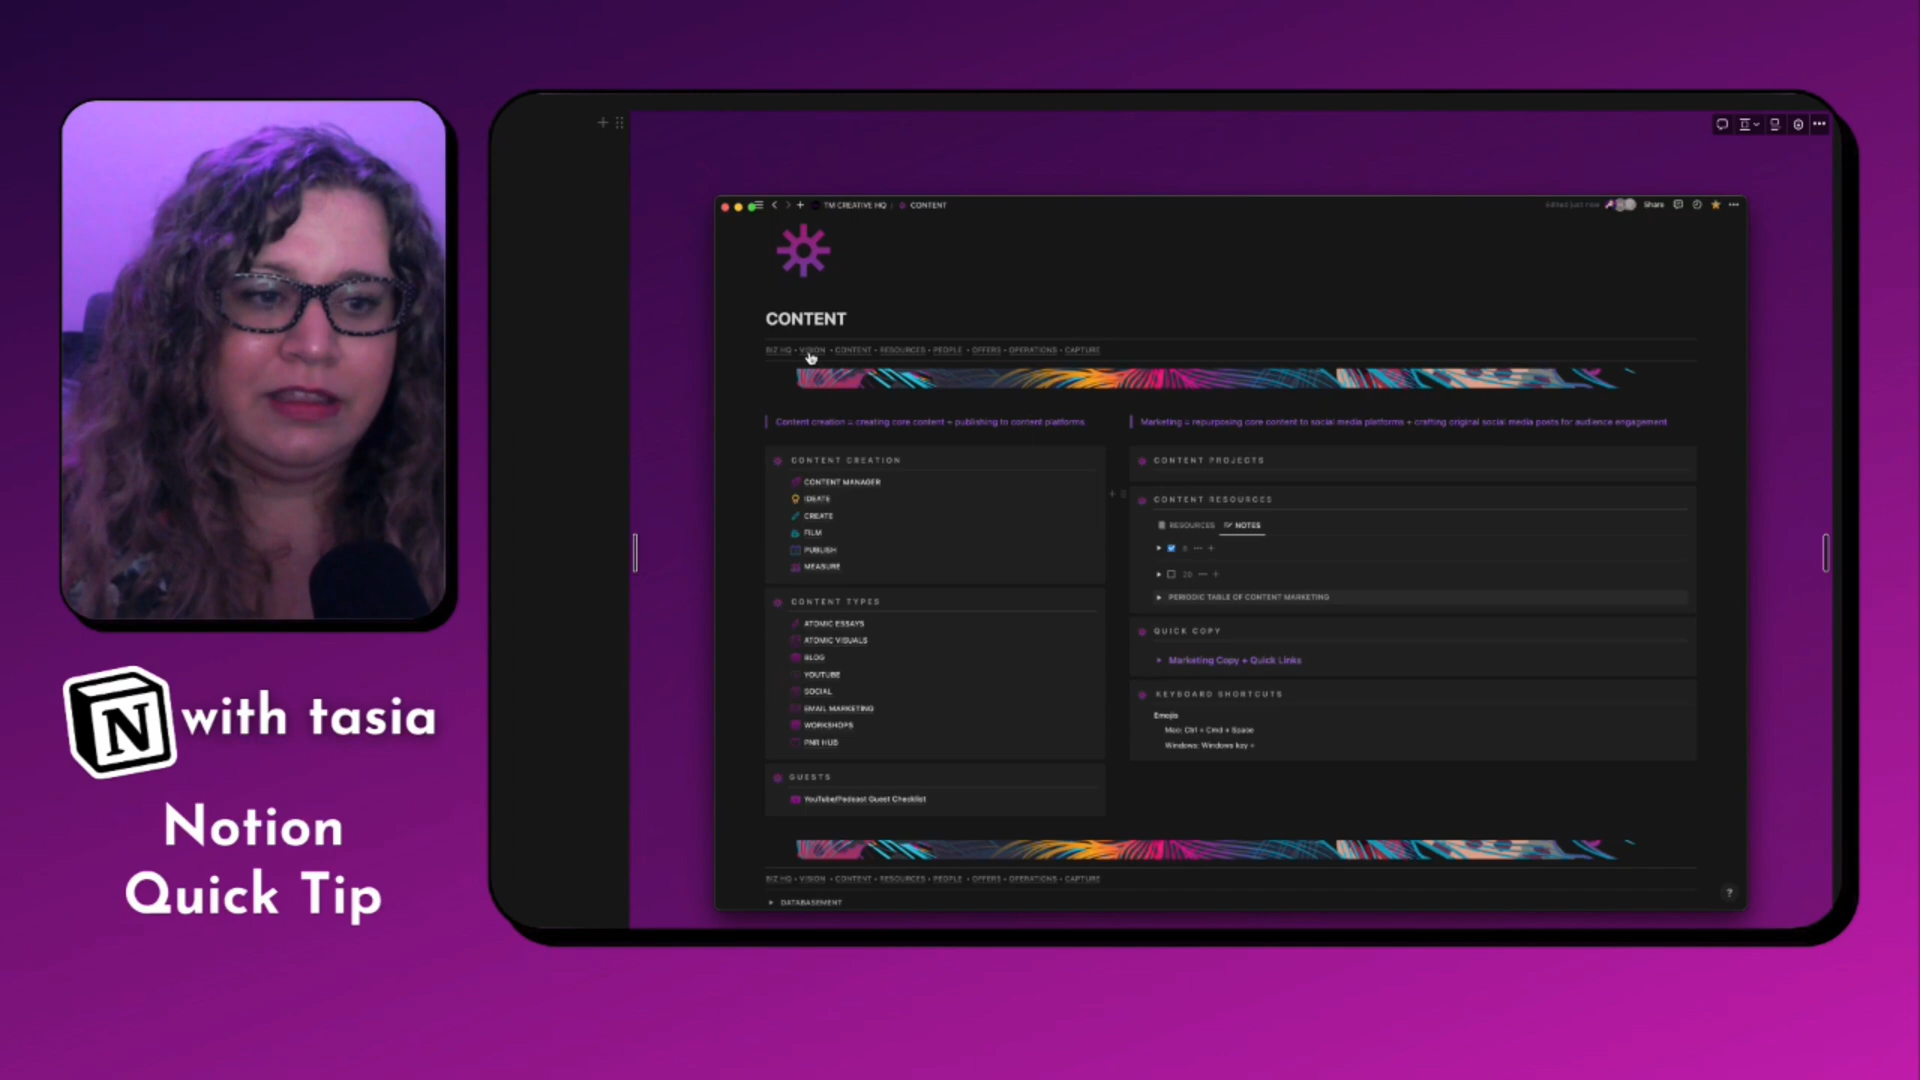 TM CREATIVE HQ / CONTENT
Edited just now
Share
CONTENT
BIZ HQ • VISION • CONTENT • RESOURCES • PEOPLE • OFFERS • OPERATIONS • CAPTURE
Content creation = creating core content + publishing to content platforms
CONTENT CREATION
CONTENT MANAGER
IDEATE
CREATE
FILM
PUBLISH
MEASURE
CONTENT TYPES
ATOMIC ESSAYS
ATOMIC VISUALS
BLOG
YOUTUBE
SOCIAL
EMAIL MARKETING
WORKSHOPS
PNR HUB
GUESTS
YouTube/Podcast Guest Checklist
Marketing = repurposing core content to social media platforms + crafting original social media posts for audience engagement
CONTENT PROJECTS
CONTENT RESOURCES
RESOURCES NOTES
PERIODIC TABLE OF CONTENT MARKETING
QUICK COPY
Marketing Copy + Quick Links
KEYBOARD SHORTCUTS
Emojis
Mac: Ctrl + Cmd + Space
Windows: Windows key +
BIZ HQ • VISION • CONTENT • RESOURCES • PEOPLE • OFFERS • OPERATIONS • CAPTURE
DATABASEMENT
?
N with tasia
Notion
Quick Tip